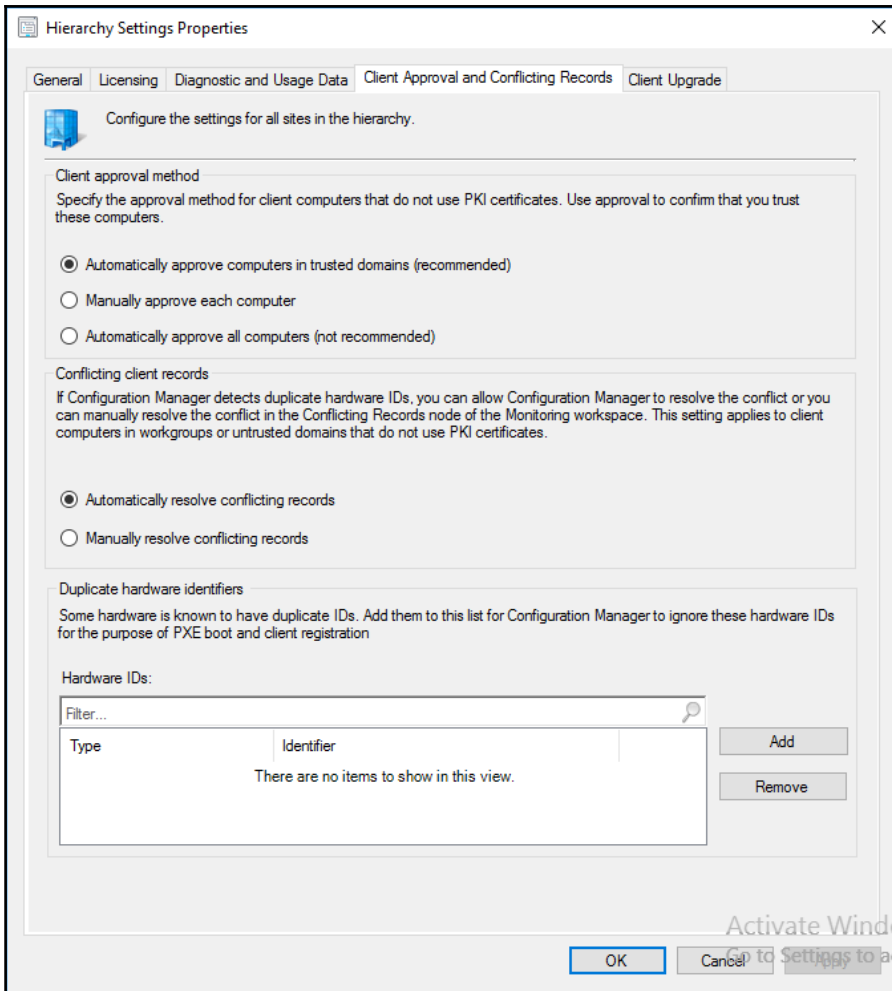 Hierarchy Settings Properties
General Licensing Diagnostic and Usage Data Client Approval and Conflicting Records Client Upgrade
Configure the settings for all sites in the hierarchy.
Client approval method
Specify the approval method for client computers that do not use PKI certificates. Use approval to confirm that you trust
these computers.
Automatically approve computers in trusted domains (recommended)
Manually approve each computer
Automatically approve all computers (not recommended)
Conflicting client records
If Configuration Manager detects duplicate hardware IDs, you can allow Configuration Manager to resolve the conflict or you
can manually resolve the conflict in the Conflicting Records node of the Monitoring workspace. This setting applies to client
computers in workgroups or untrusted domains that do not use PKI certificates.
Automatically resolve conflicting records
Manually resolve conflicting records
Duplicate hardware identifiers
Some hardware is known to have duplicate IDs. Add them to this list for Configuration Manager to ignore these hardware IDs
for the purpose of PXE boot and client registration
Hardware IDs:
Filter...
Add
Type Identifier
There are no items to show in this view.
Remove
Activate Wind
Go to Settings to a
OK Cancel Apply